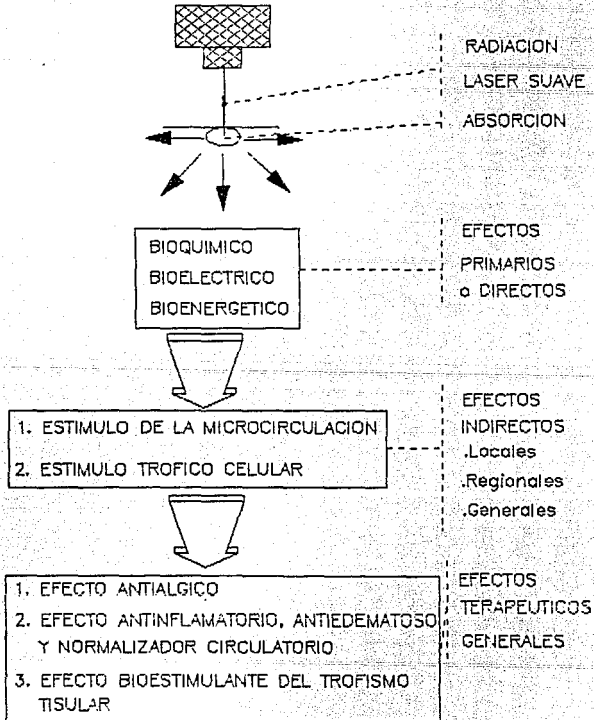 RADIACION
LASER SUAVE
ABSORCION
BIOQUIMICO
BIOELECTRICO
BIOENERGETICO
EFECTOS
PRIMARIOS
o DIRECTOS
1. ESTIMULO DE LA MICROCIRCULACION
2. ESTIMULO TROFICO CELULAR
EFECTOS
INDIRECTOS
.Locales
.Regionales
.Generales
1. EFECTO ANTIALGICO
2. EFECTO ANTINFLAMATORIO, ANTIEDEMATOSO
Y NORMALIZADOR CIRCULATORIO
3. EFECTO BIOESTIMULANTE DEL TROFISMO
TISULAR
EFECTOS
TERAPEUTICOS
GENERALES